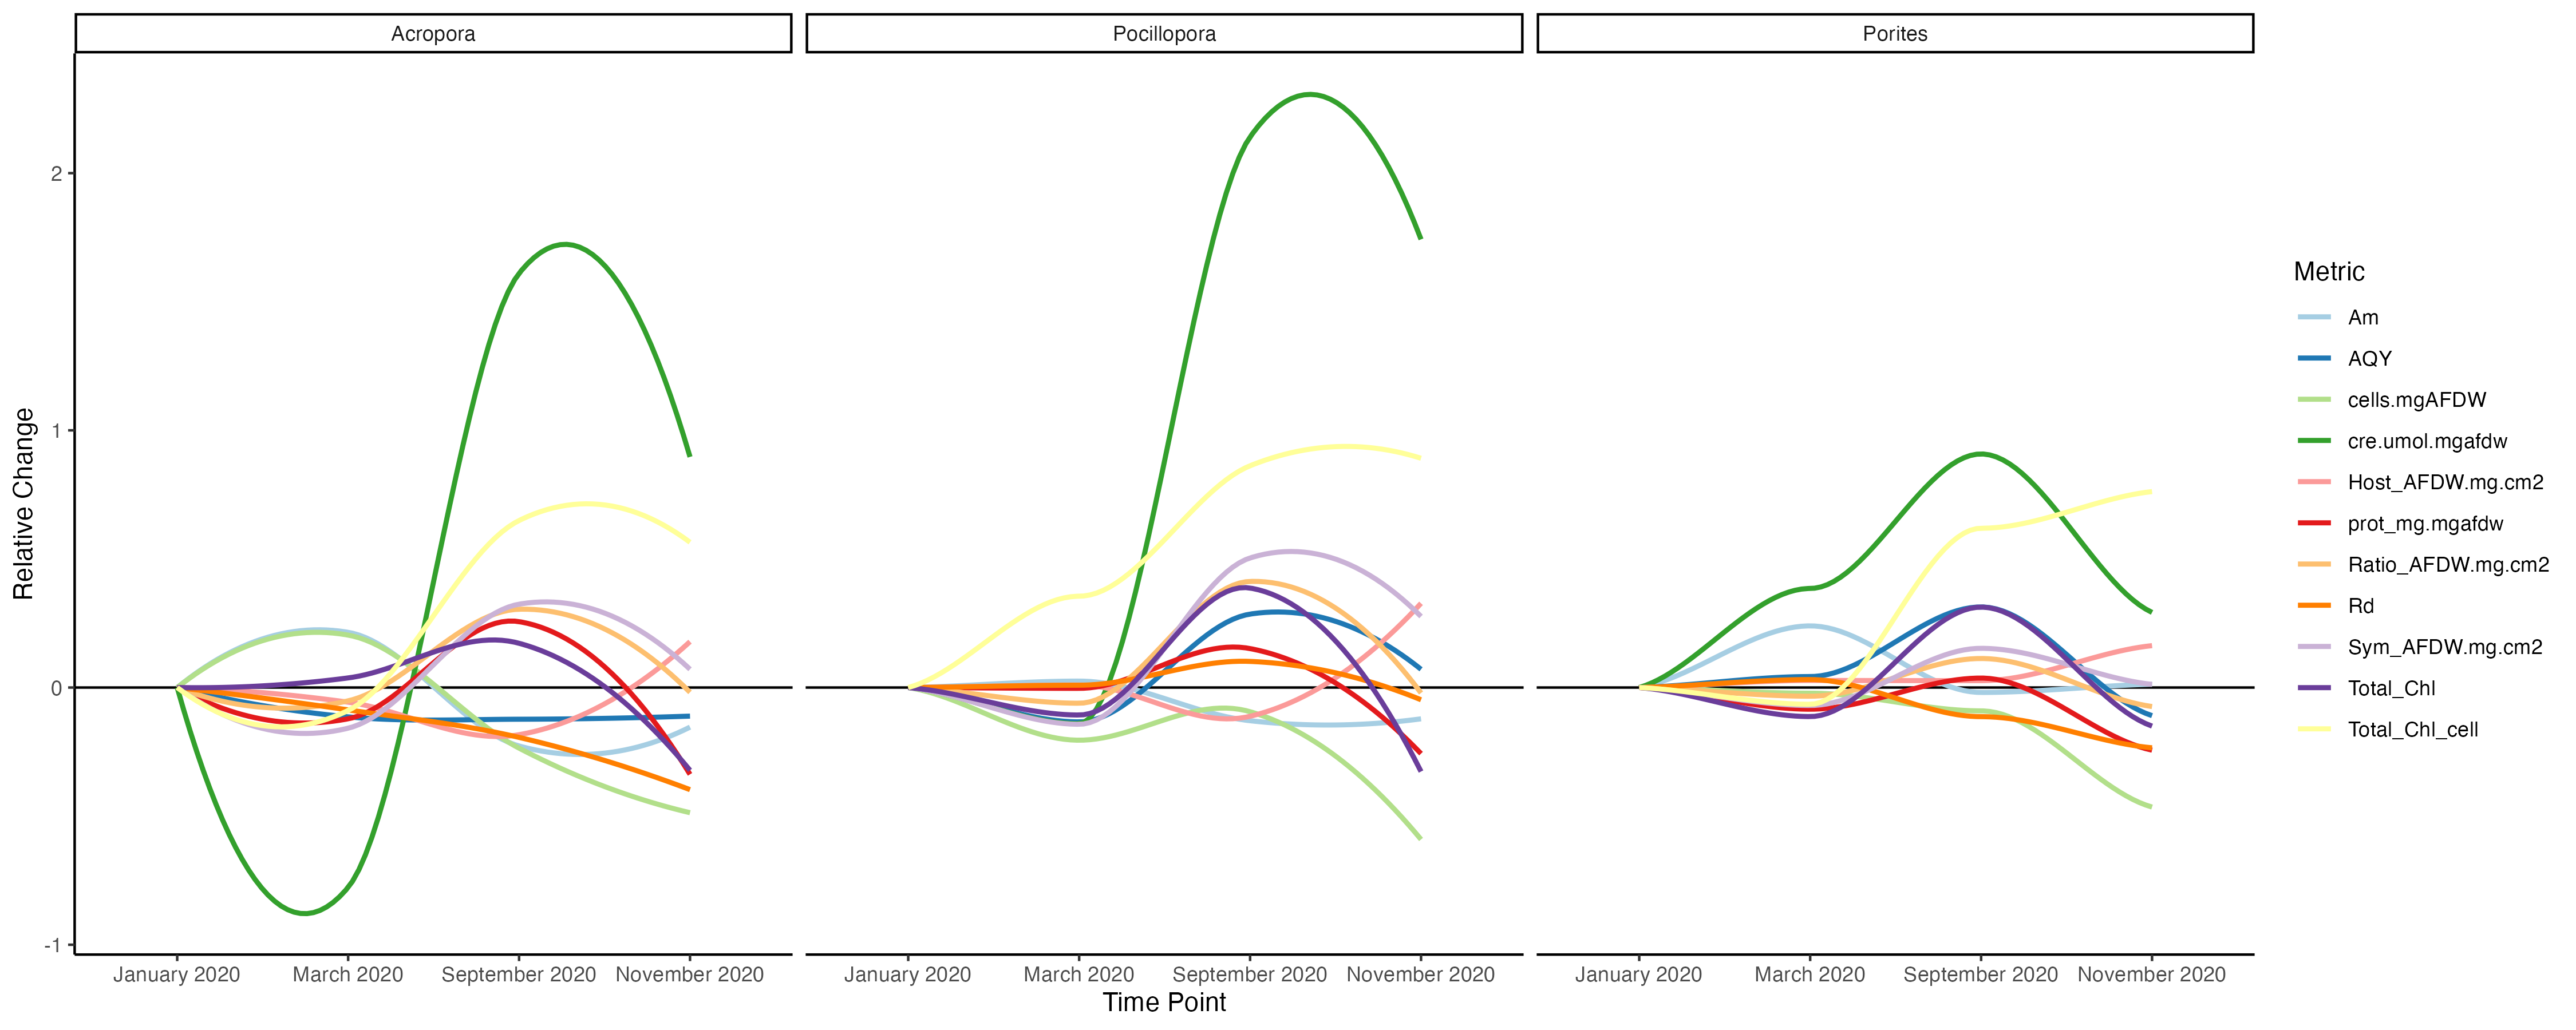 Acropora
Pocillopora
Porites
Relative Change
2
1
0
-1
January 2020 March 2020 September 2020 November 2020
January 2020 March 2020 September 2020 November 2020
January 2020 March 2020 September 2020 November 2020
Time Point
Metric
Am
AQY
cells.mgAFDW
cre.umol.mgafdw
Host_AFDW.mg.cm2
prot_mg.mgafdw
Ratio_AFDW.mg.cm2
Rd
Sym_AFDW.mg.cm2
Total_Chl
Total_Chl_cell